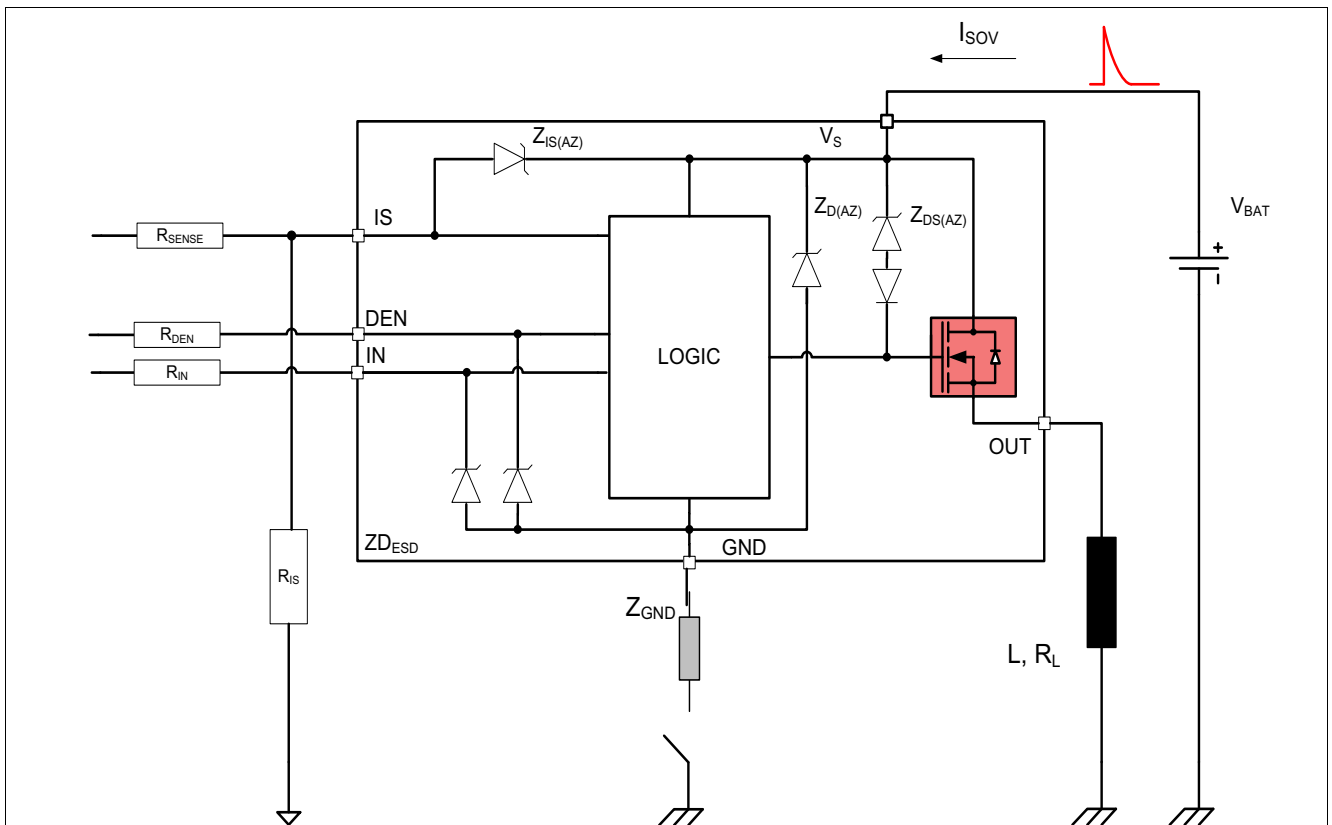 I_SOV
Z_IS(AZ)
V_S
Z_D(AZ)
Z_DS(AZ)
V_BAT
+
-
R_SENSE
IS
R_DEN
DEN
LOGIC
R_IN
IN
OUT
ZD_ESD
GND
R_IS
Z_GND
L, R_L